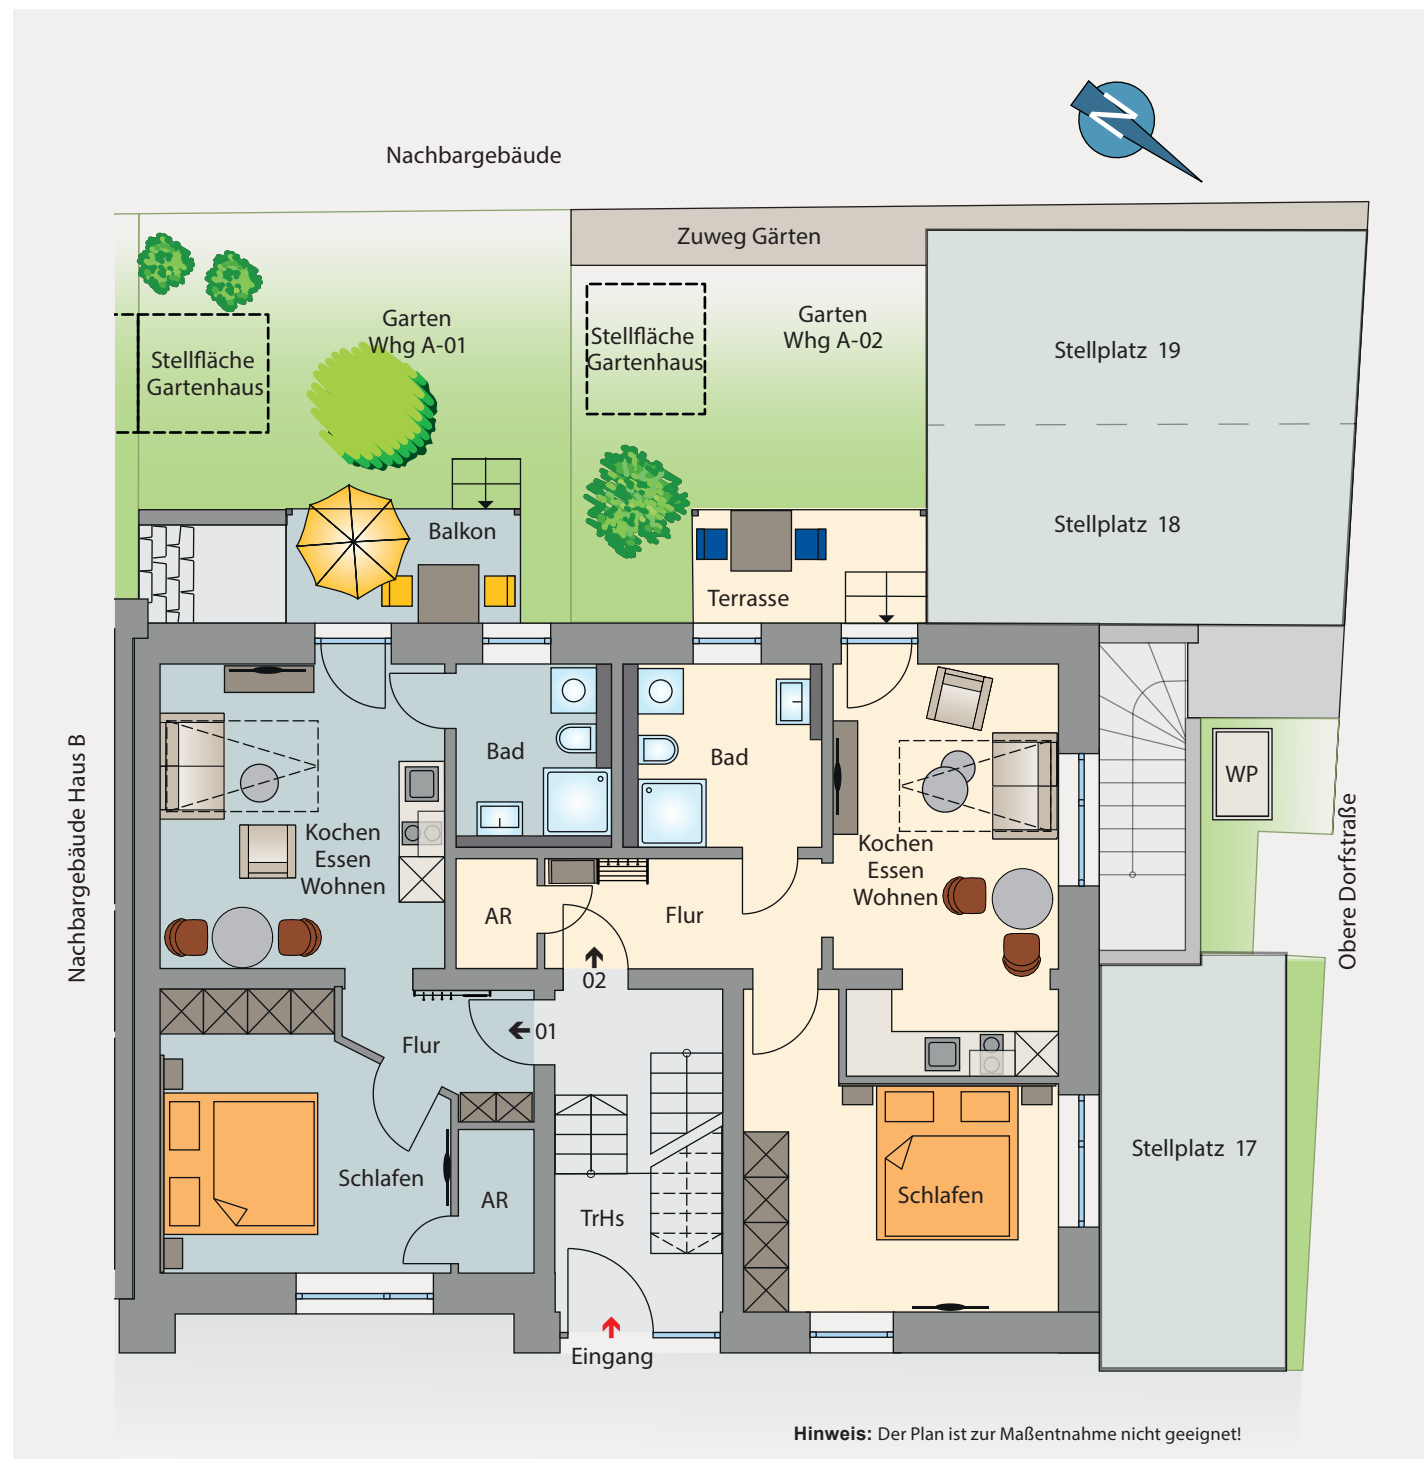 N
Nachbargebäude
Zuweg Gärten
Garten
Whg A-01
Stellfläche
Gartenhaus
Stellfläche
Gartenhaus
Garten
Whg A-02
Stellplatz 19
Stellplatz 18
Balkon
Terrasse
Nachbargebäude Haus B
Bad
Bad
Kochen
Essen
Wohnen
Kochen
Essen
Wohnen
WP
Obere Dorfstraße
AR
Flur
02
01
Flur
Schlafen
AR
TrHs
Schlafen
Stellplatz 17
Eingang
Hinweis: Der Plan ist zur Maßentnahme nicht geeignet!